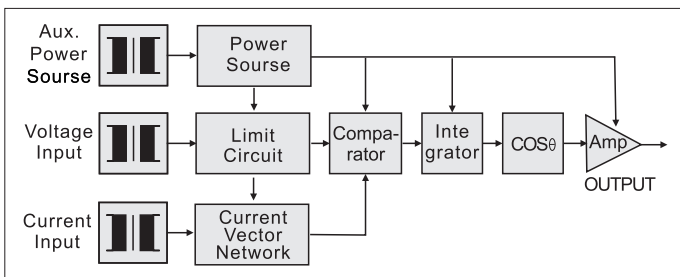 Aux.
Power
Sourse
Power
Sourse
Voltage
Input
Limit
Circuit
Compa-
rator
Inte
grator
COSθ
Amp
OUTPUT
Current
Input
Current
Vector
Network